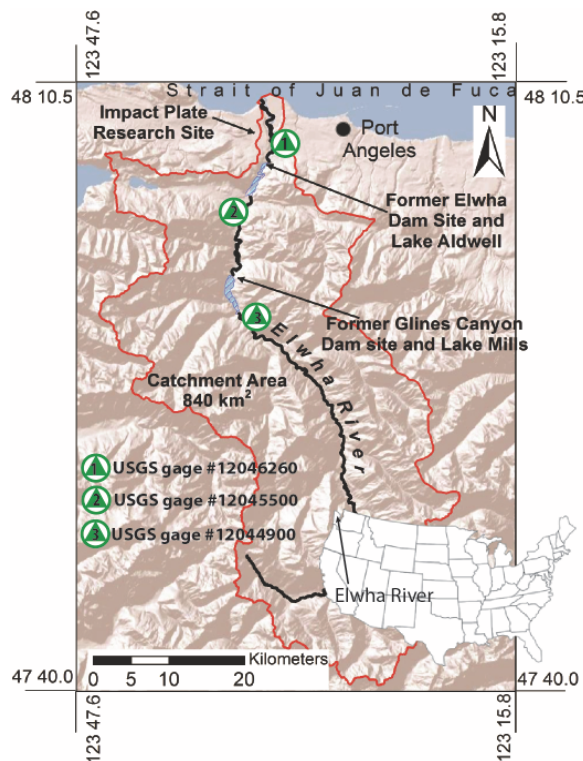 123 47.6
123 15.8
48 10.5
48 10.5
Strait of Juan de Fuca
Impact Plate
Research Site
N
1
Port
Angeles
Former Elwha
Dam Site and
Lake Aldwell
2
3
Former Glines Canyon
Dam site and Lake Mills
Elwha River
Catchment Area
840 km²
1 USGS gage #12046260
2 USGS gage #12045500
3 USGS gage #12044900
Elwha River
Kilometers
0 5 10 20
47 40.0
47 40.0
123 47.6
123 15.8